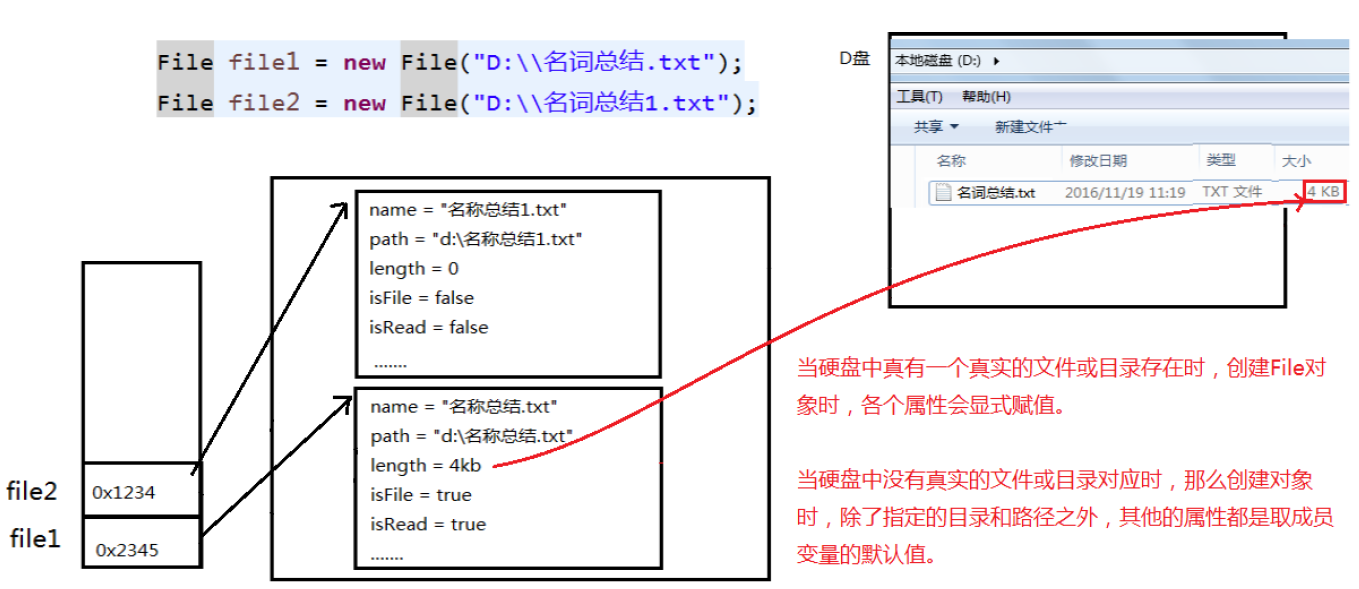 File file1 = new File("D:\\名词总结.txt");
File file2 = new File("D:\\名词总结1.txt");
D盘
本地磁盘 (D:)
工具(T) 帮助(H)
共享 新建文件
名称 修改日期 类型 大小
名词总结.txt 2016/11/19 11:19 TXT 文件 4 KB
name = "名称总结1.txt"
path = "d:\名称总结1.txt"
length = 0
isFile = false
isRead = false
.......
name = "名称总结.txt"
path = "d:\名称总结.txt"
length = 4kb
isFile = true
isRead = true
.......
file2 0x1234
file1 0x2345
当硬盘中真有一个真实的文件或目录存在时，创建File对
象时，各个属性会显式赋值。
当硬盘中没有真实的文件或目录对应时，那么创建对象
时，除了指定的目录和路径之外，其他的属性都是取成员
变量的默认值。